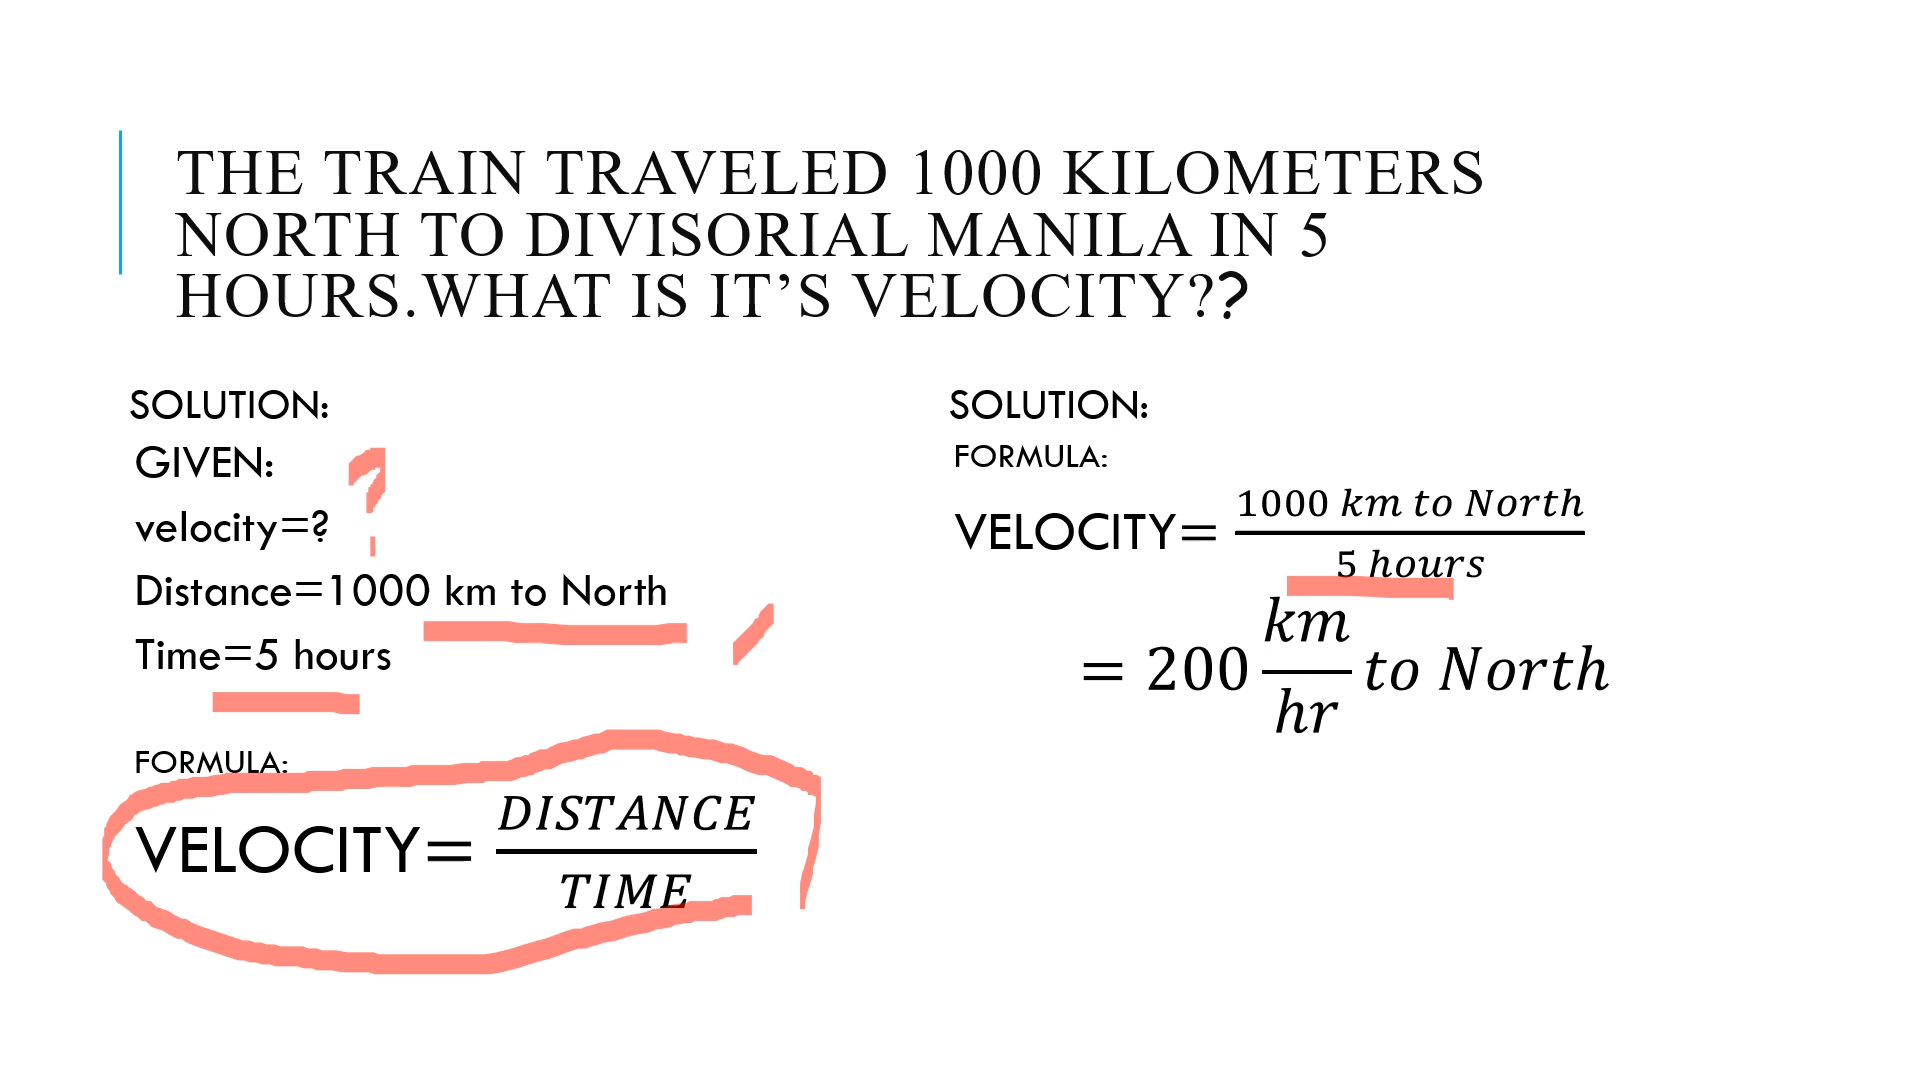 THE TRAIN TRAVELED 1000 KILOMETERS
NORTH TO DIVISORIAL MANILA IN 5
HOURS.WHAT IS IT’S VELOCITY??
SOLUTION:
GIVEN:
velocity=?
?
Distance=1000 km to North
Time=5 hours
FORMULA:
VELOCITY= DISTANCE
TIME
SOLUTION:
FORMULA:
VELOCITY= 1000 km to North
5 hours
= 200 km
hr to North